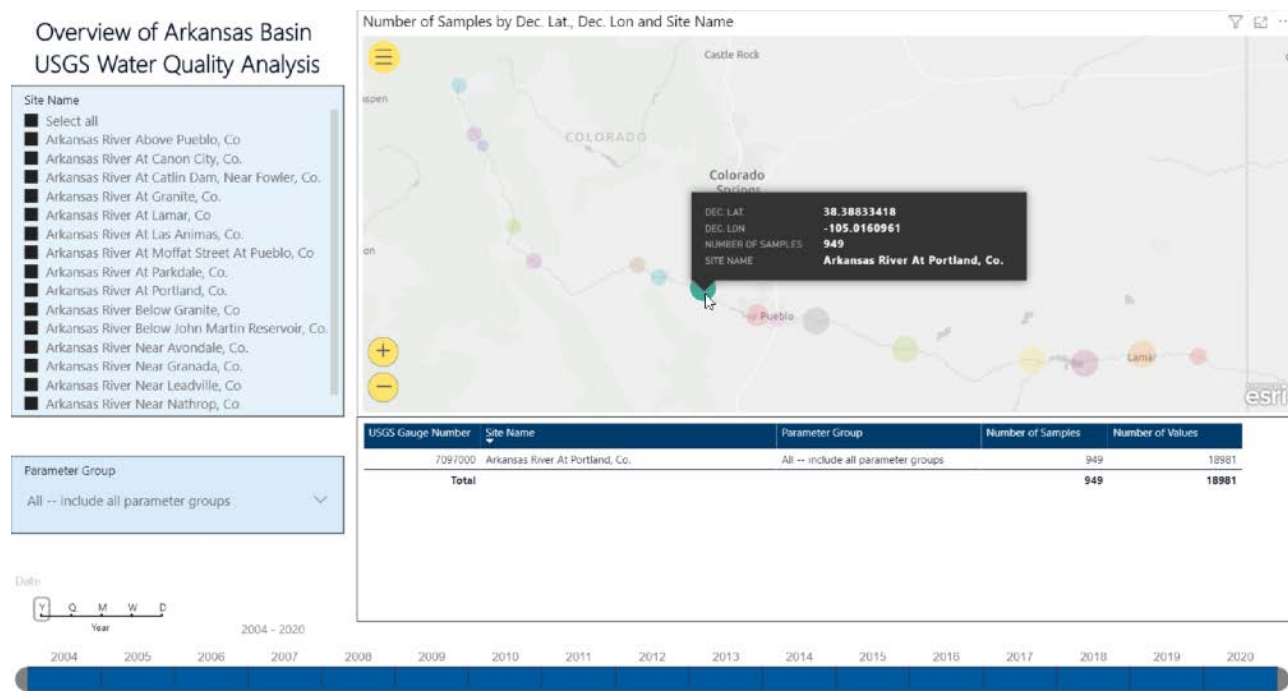 Overview of Arkansas Basin
USGS Water Quality Analysis
Site Name
Select all
Arkansas River Above Pueblo, Co
Arkansas River At Canon City, Co.
Arkansas River At Catlin Dam, Near Fowler, Co.
Arkansas River At Granite, Co.
Arkansas River At Lamar, Co
Arkansas River At Las Animas, Co.
Arkansas River At Moffat Street At Pueblo, Co
Arkansas River At Parkdale, Co.
Arkansas River At Portland, Co.
Arkansas River Below Granite, Co
Arkansas River Below John Martin Reservoir, Co.
Arkansas River Near Avondale, Co.
Arkansas River Near Granada, Co.
Arkansas River Near Leadville, Co
Arkansas River Near Nathrop, Co
Parameter Group
All -- include all parameter groups
Date
Y Q M W D
Year
2004 - 2020
Number of Samples by Dec. Lat., Dec. Lon and Site Name
Castle Rock
COLORADO
Colorado
Springs
DEC. LAT. 38.38833418
DEC. LON -105.0160961
NUMBER OF SAMPLES 949
SITE NAME Arkansas River At Portland, Co.
Pueblo
Lamar
esri
USGS Gauge Number Site Name Parameter Group Number of Samples Number of Values
7097000 Arkansas River At Portland, Co. All -- include all parameter groups 949 18981
Total 949 18981
2004 2005 2006 2007 2008 2009 2010 2011 2012 2013 2014 2015 2016 2017 2018 2019 2020